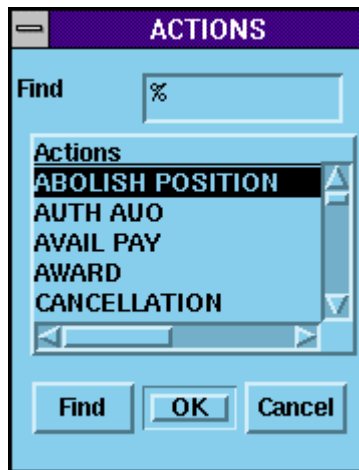 ACTIONS
Find %
Actions
ABOLISH POSITION
AUTH AUO
AVAIL PAY
AWARD
CANCELLATION
Find OK Cancel